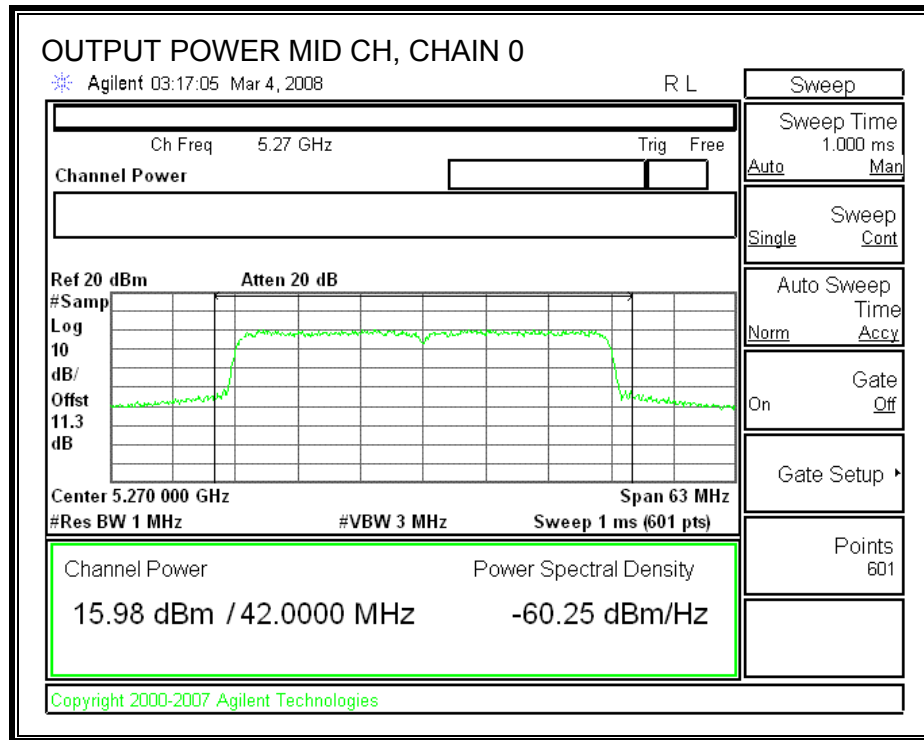 OUTPUT POWER MID CH, CHAIN 0
Agilent 03:17:05 Mar 4, 2008 R L
Ch Freq 5.27 GHz Trig Free
Channel Power
Ref 20 dBm Atten 20 dB
#Samp
Log
10
dB/
Offst
11.3
dB
Center 5.270 000 GHz Span 63 MHz
#Res BW 1 MHz #VBW 3 MHz Sweep 1 ms (601 pts)
Channel Power Power Spectral Density
15.98 dBm / 42.0000 MHz -60.25 dBm/Hz
Copyright 2000-2007 Agilent Technologies
Sweep
Sweep Time
1.000 ms
Auto Man
Sweep
Single Cont
Auto Sweep
Time
Norm Accy
Gate
On Off
Gate Setup
Points
601